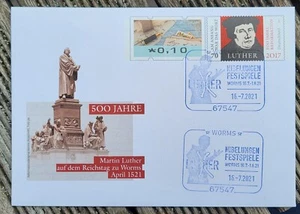 *0.10
70
LUTHER 2017
NIBELUNGEN
FESTSPIELE
16.-7.2021
67547
500 JAHRE
Martin Luther
auf dem Reichstag zu Worms
April 1521
* WORMS *
NIBELUNGEN
FESTSPIELE
16.-7.2021
67547